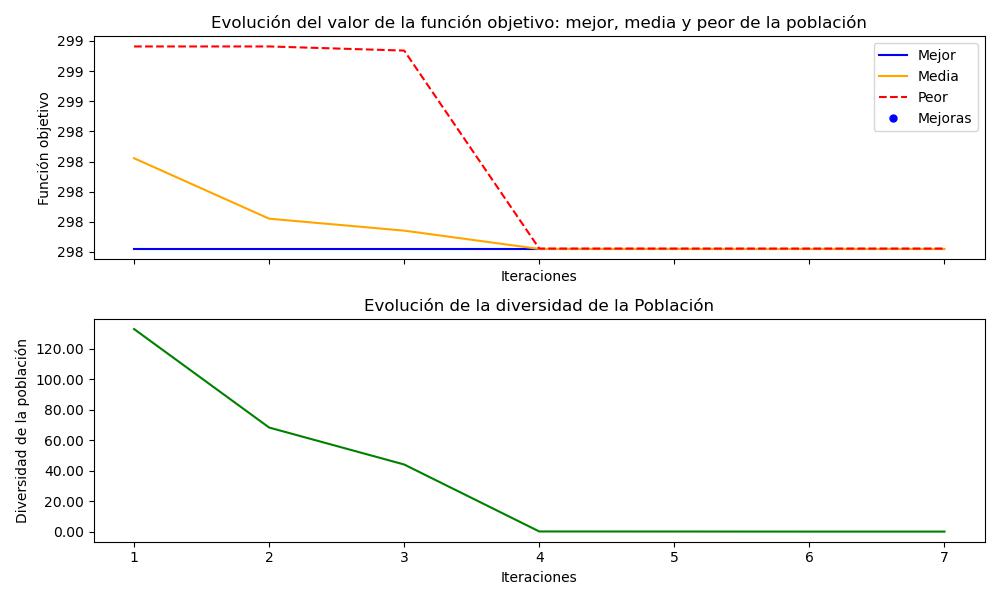 Evolución del valor de la función objetivo: mejor, media y peor de la población
299
299
299
298
298
298
298
298
Función objetivo
Mejor
Media
Peor
Mejoras
Iteraciones
Evolución de la diversidad de la Población
120.00
100.00
80.00
60.00
40.00
20.00
0.00
Diversidad de la población
1 2 3 4 5 6 7
Iteraciones